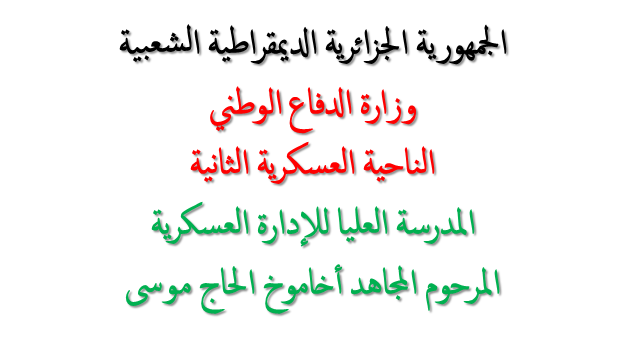 الجمهورية الجزائرية الديمقراطية الشعبية
وزارة الدفاع الوطني
الناحية العسكرية الثانية
المدرسة العليا للإدارة العسكرية
المرحوم المجاهد أخاموخ الحاج موسى